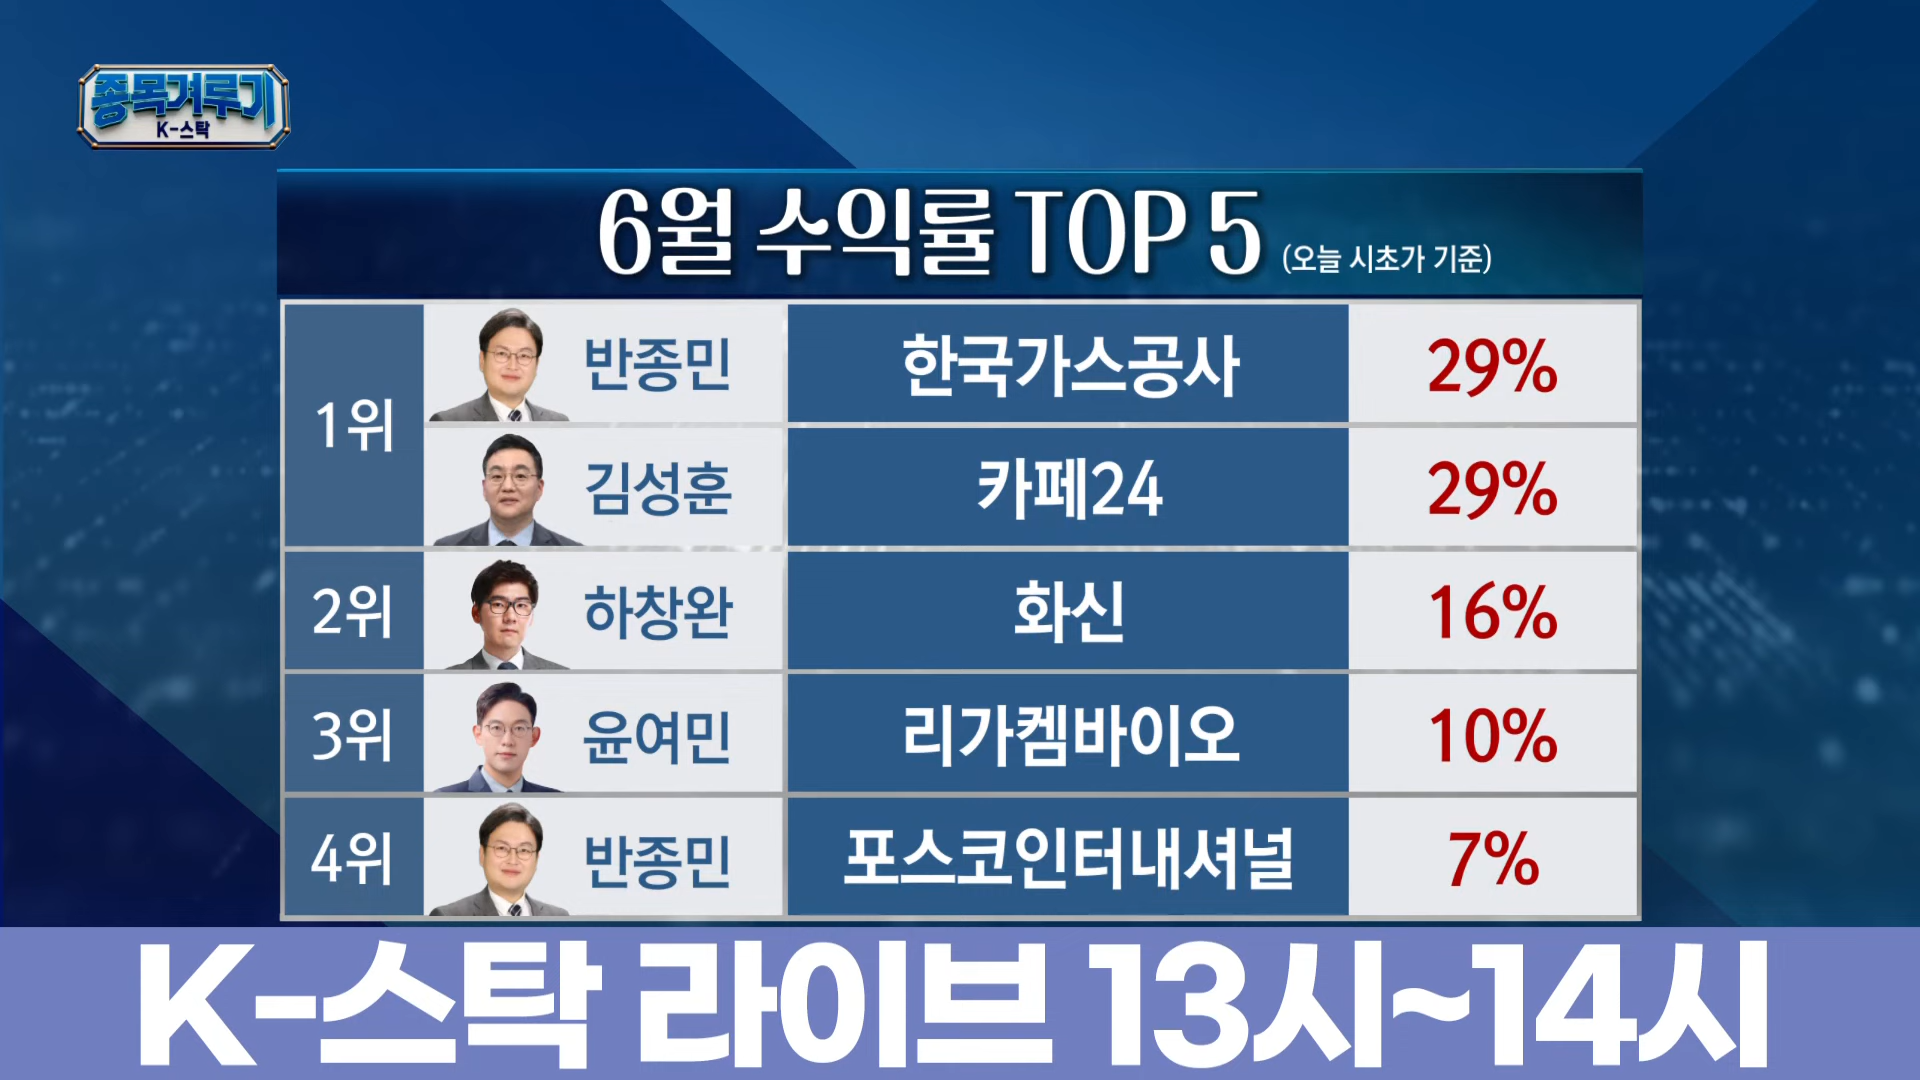 종목겨루기
K-스탁
6월 수익률 TOP 5 (오늘 시초가 기준)
1위
반종민 한국가스공사 29%
김성훈 카페24 29%
2위 하창완 화신 16%
3위 윤여민 리가켐바이오 10%
4위 반종민 포스코인터내셔널 7%
K-스탁 라이브 13시~14시